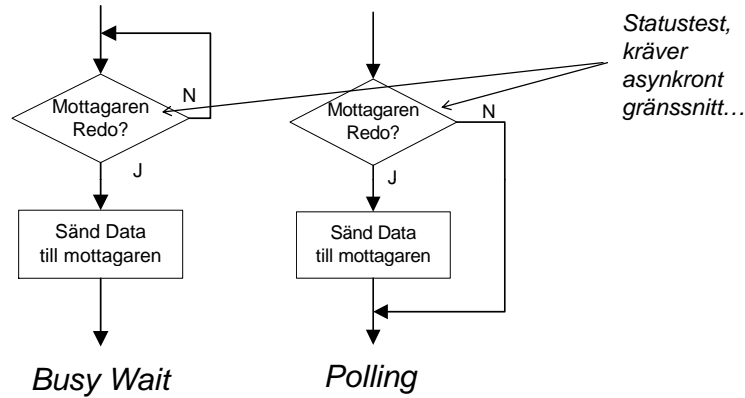 Mottagaren
Redo?
N
J
Sänd Data
till mottagaren
Busy Wait
Mottagaren
Redo?
N
J
Sänd Data
till mottagaren
Polling
Statustest,
kräver
asynkront
gränssnitt…